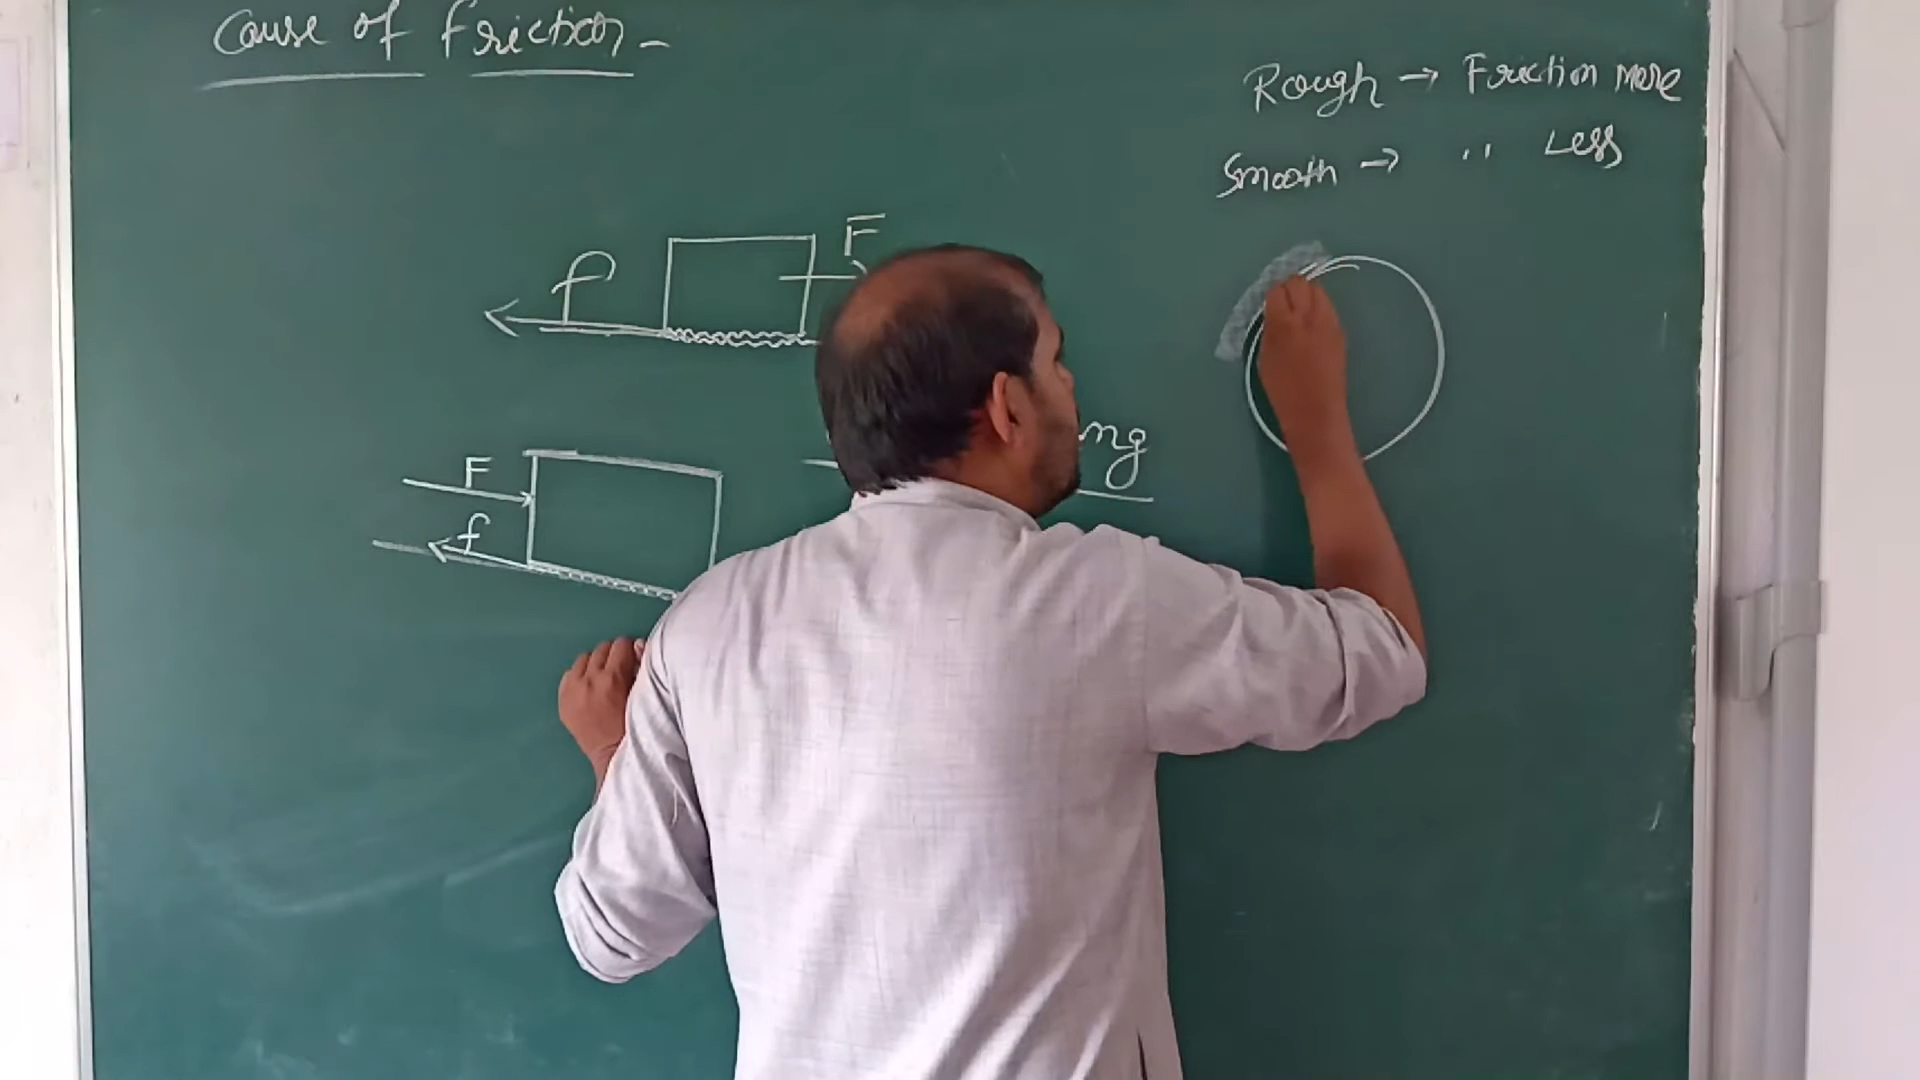 Cause of friction -
Rough → Friction more
Smooth → " Less
f
F
F
f
mg